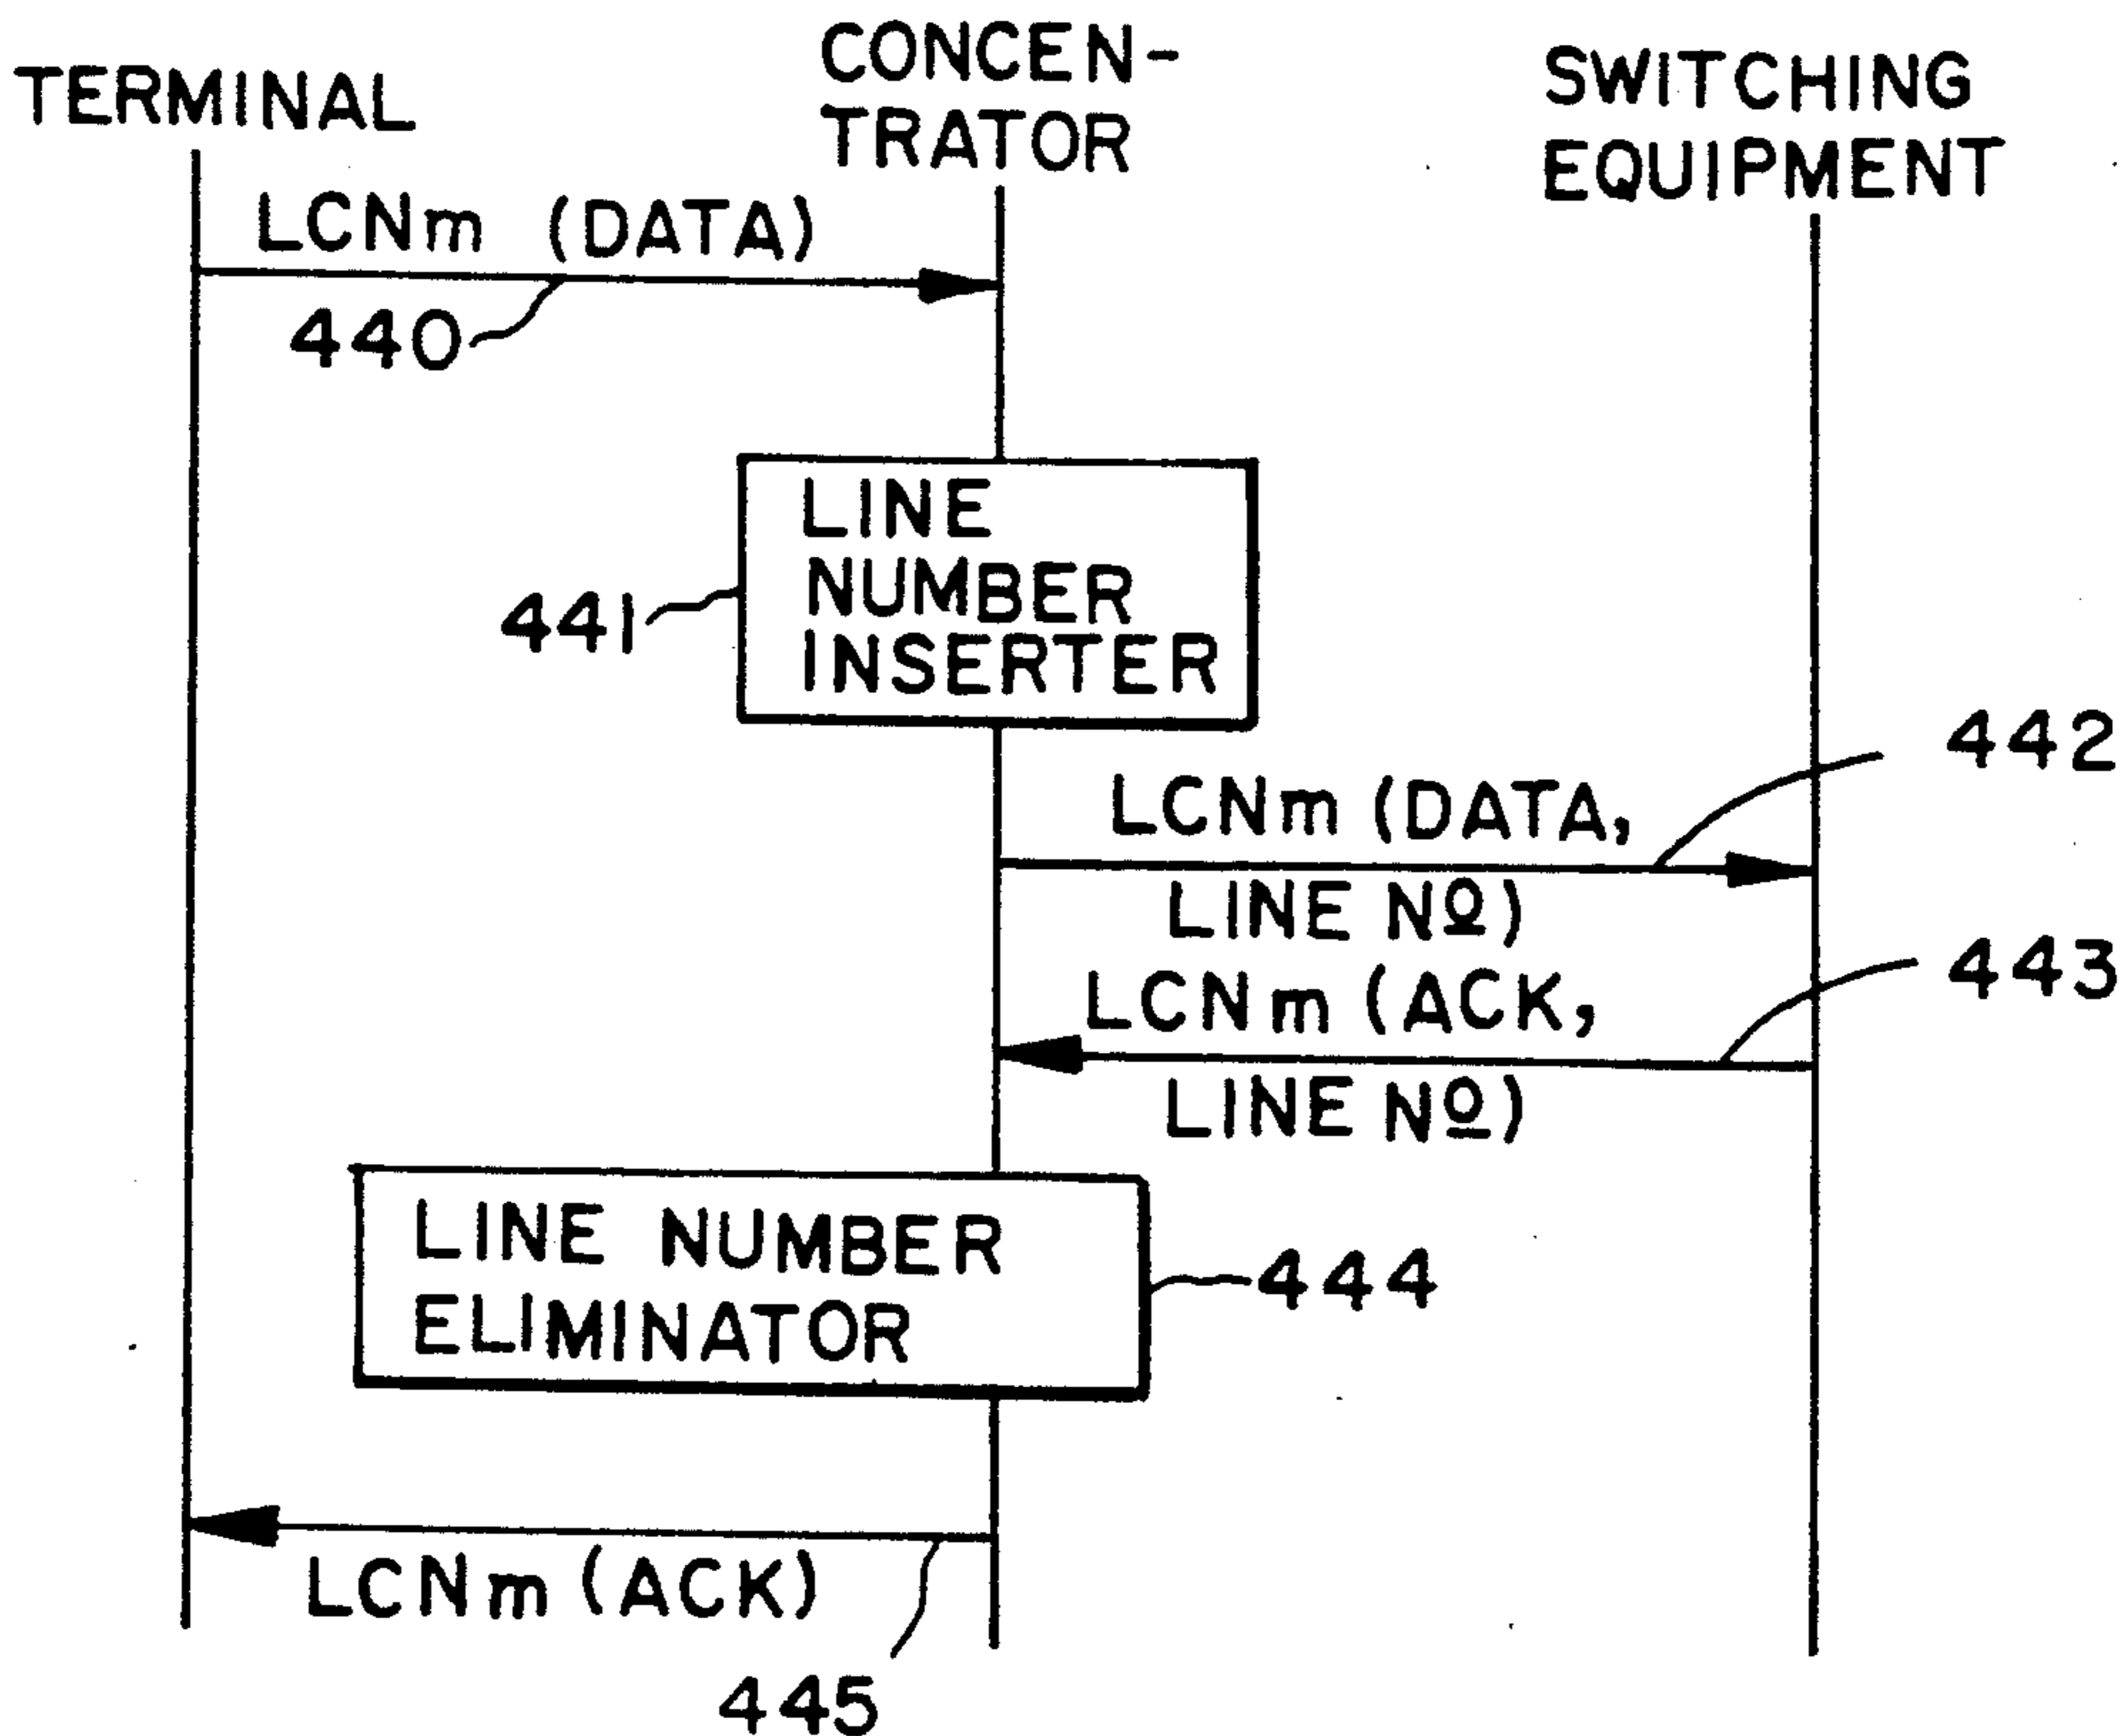 TERMINAL
CONCEN-
TRATOR
SWITCHING
EQUIPMENT
LCNm (DATA)
440
LINE
NUMBER
INSERTER
441
442
LCNm (DATA,
LINE Nº)
443
LCNm (ACK,
LINE Nº)
LINE NUMBER
ELIMINATOR
444
LCNm (ACK)
445